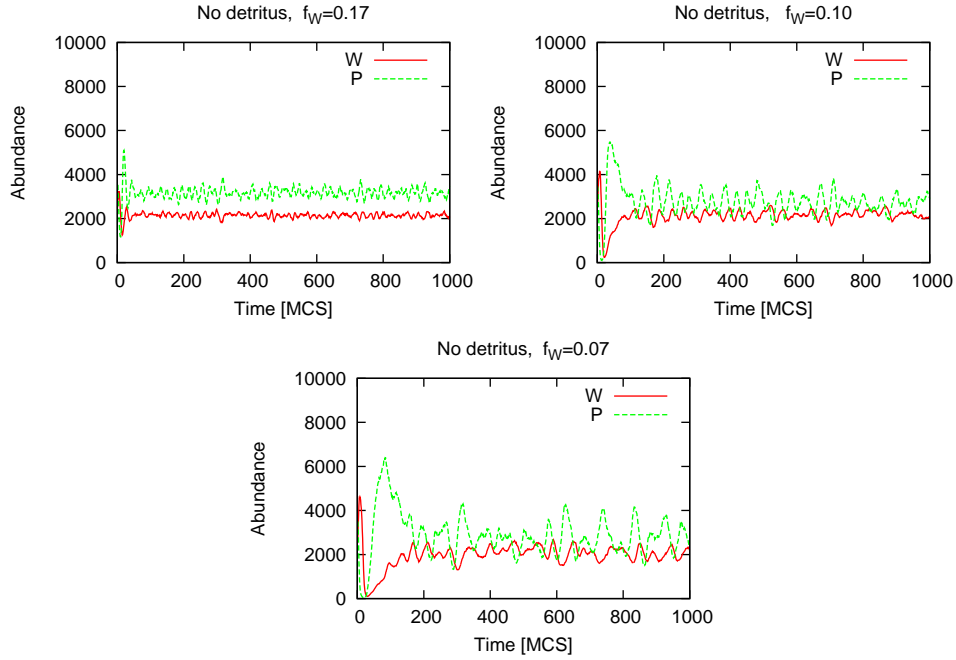 No detritus, f_W=0.17
10000
8000
6000
4000
2000
0
Abundance
W
P
0 200 400 600 800 1000
Time [MCS]
No detritus, f_W=0.10
10000
8000
6000
4000
2000
0
Abundance
W
P
0 200 400 600 800 1000
Time [MCS]
No detritus, f_W=0.07
10000
8000
6000
4000
2000
0
Abundance
W
P
0 200 400 600 800 1000
Time [MCS]